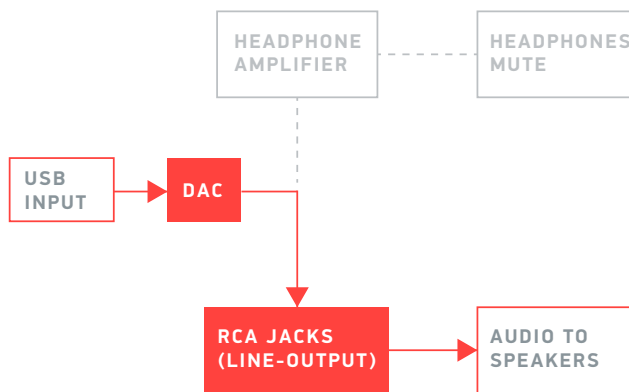 HEADPHONE
AMPLIFIER
HEADPHONES
MUTE
USB
INPUT
DAC
RCA JACKS
(LINE-OUTPUT)
AUDIO TO
SPEAKERS